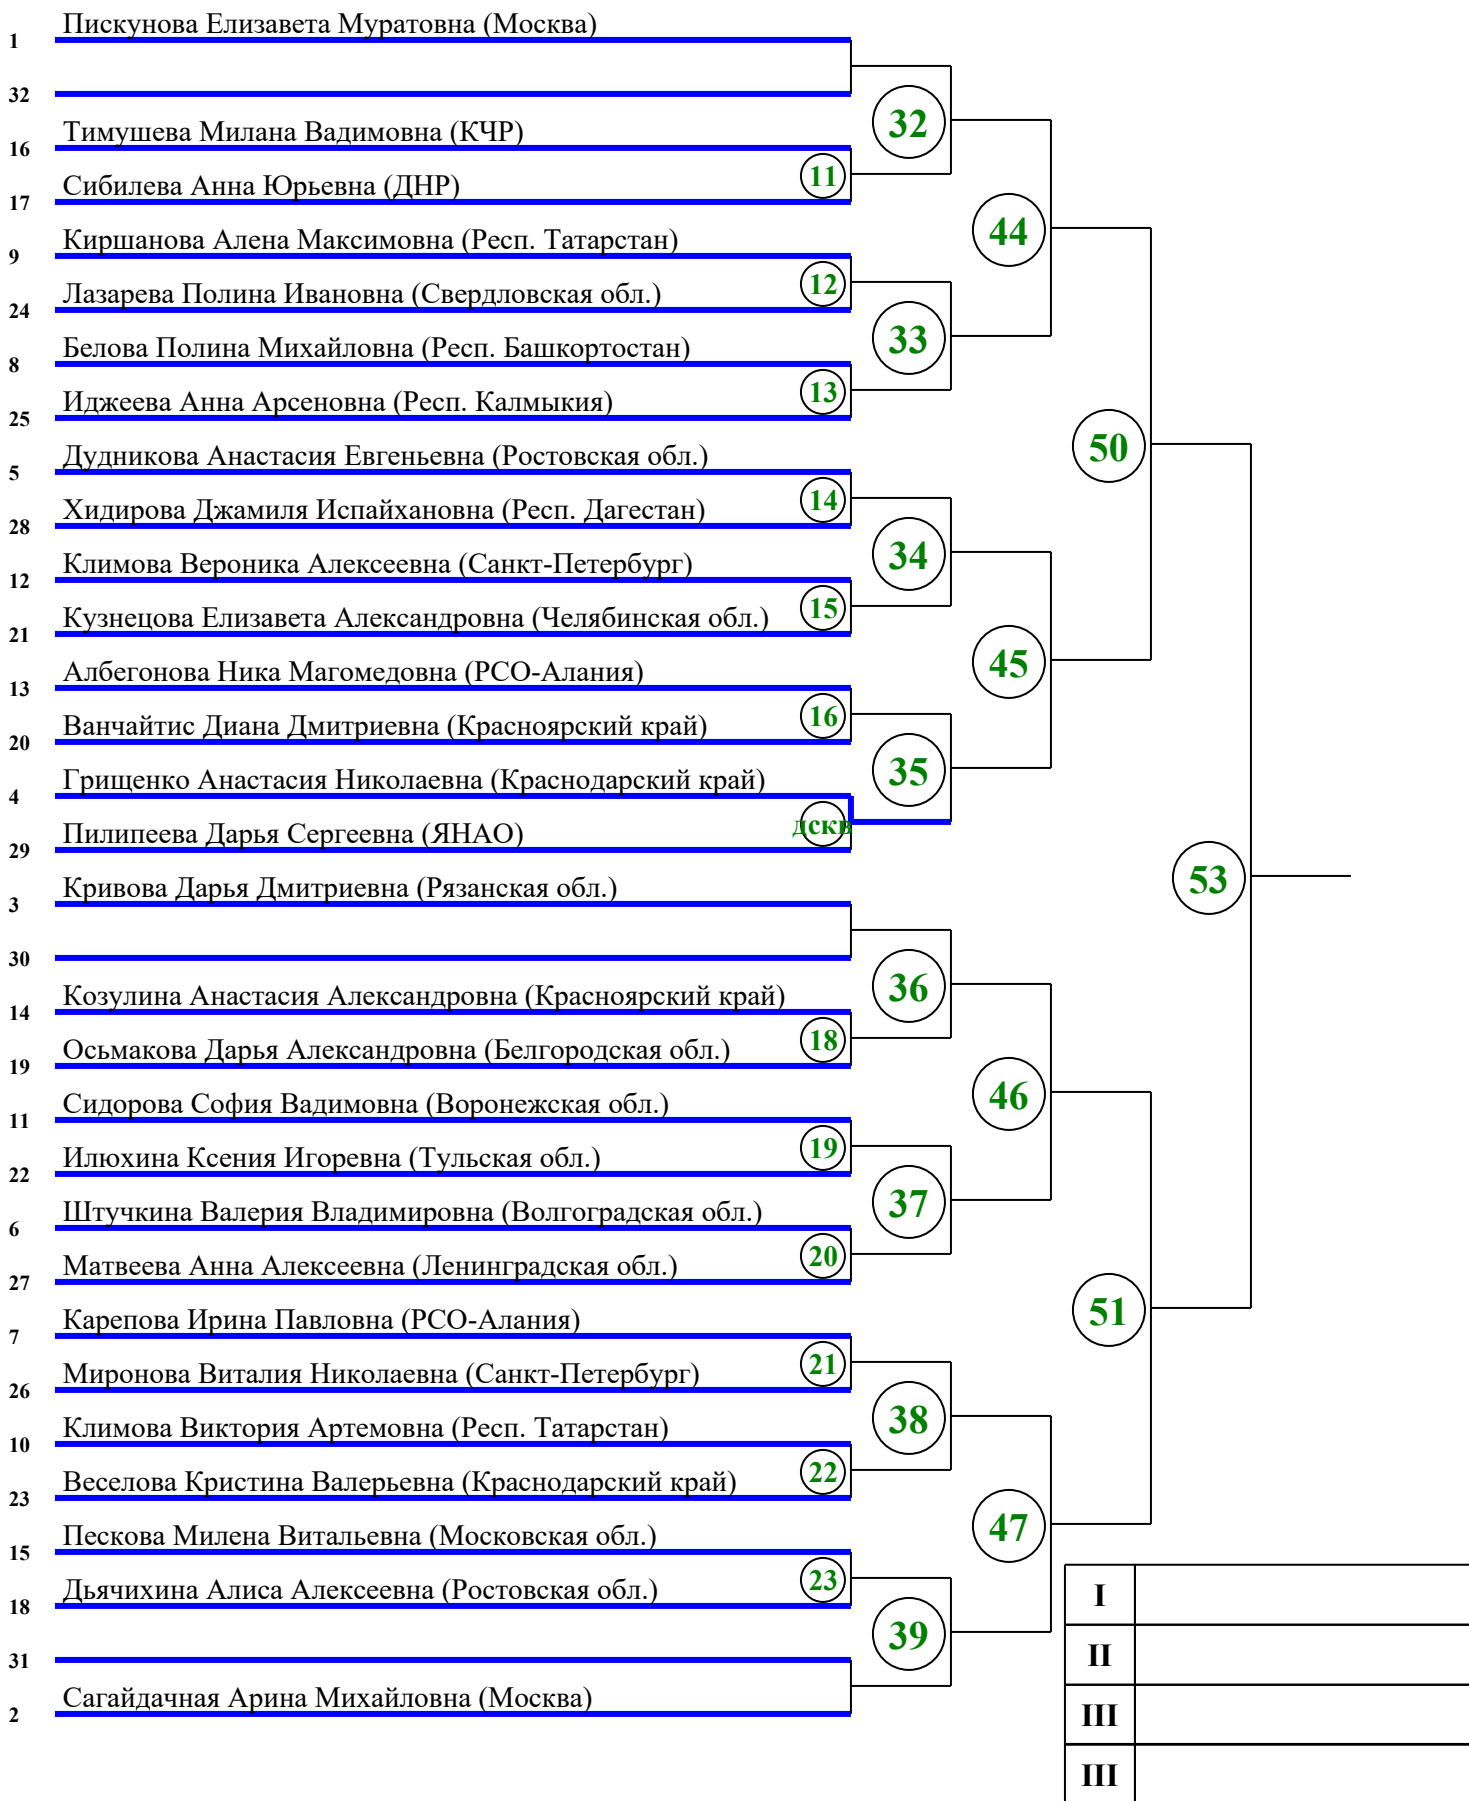 Пискунова Елизавета Муратовна (Москва)
1
32
32
Тимушева Милана Вадимовна (КЧР)
16
11
Сибилева Анна Юрьевна (ДНР)
17
44
Киршанова Алена Максимовна (Респ. Татарстан)
9
12
Лазарева Полина Ивановна (Свердловская обл.)
24
33
Белова Полина Михайловна (Респ. Башкортостан)
8
13
Иджеева Анна Арсеновна (Респ. Калмыкия)
25
50
Дудникова Анастасия Евгеньевна (Ростовская обл.)
5
14
Хидирова Джамиля Испайхановна (Респ. Дагестан)
28
34
Климова Вероника Алексеевна (Санкт-Петербург)
12
15
Кузнецова Елизавета Александровна (Челябинская обл.)
21
45
Албегонова Ника Магомедовна (РСО-Алания)
13
16
Ванчайтис Диана Дмитриевна (Красноярский край)
20
35
Грищенко Анастасия Николаевна (Краснодарский край)
4
дскв
Пилипеева Дарья Сергеевна (ЯНАО)
29
53
Кривова Дарья Дмитриевна (Рязанская обл.)
3
30
36
Козулина Анастасия Александровна (Красноярский край)
14
18
Осьмакова Дарья Александровна (Белгородская обл.)
19
46
Сидорова София Вадимовна (Воронежская обл.)
11
19
Илюхина Ксения Игоревна (Тульская обл.)
22
37
Штучкина Валерия Владимировна (Волгоградская обл.)
6
20
Матвеева Анна Алексеевна (Ленинградская обл.)
27
51
Карепова Ирина Павловна (РСО-Алания)
7
21
Миронова Виталия Николаевна (Санкт-Петербург)
26
38
Климова Виктория Артемовна (Респ. Татарстан)
10
22
Веселова Кристина Валерьевна (Краснодарский край)
23
47
Пескова Милена Витальевна (Московская обл.)
15
23
Дьячихина Алиса Алексеевна (Ростовская обл.)
18
39
31
Сагайдачная Арина Михайловна (Москва)
2
I
II
III
III